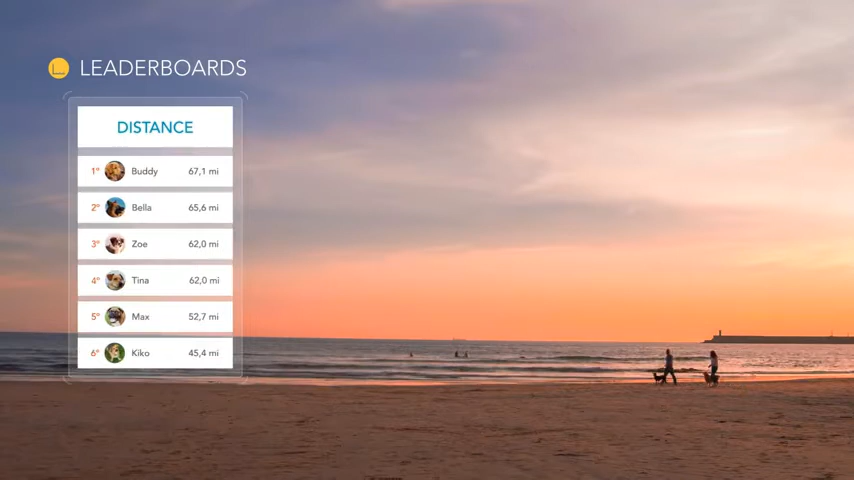 LEADERBOARDS
DISTANCE
1º Buddy 67,1 mi
2º Bella 65,6 mi
3º Zoe 62,0 mi
4º Tina 62,0 mi
5º Max 52,7 mi
6º Kiko 45,4 mi